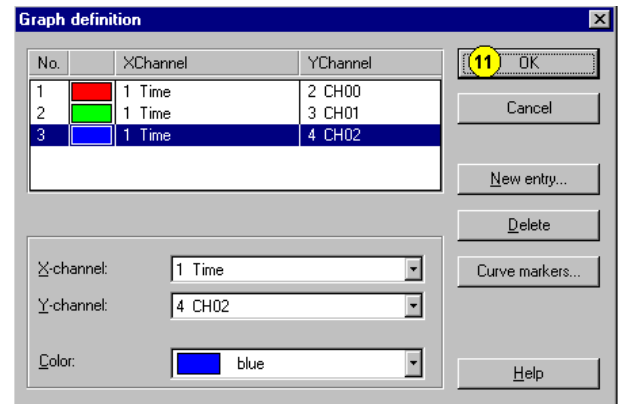 Graph definition
No. XChannel YChannel
1 1 Time 2 CH00
2 1 Time 3 CH01
3 1 Time 4 CH02
11 OK
Cancel
New entry...
Delete
Curve markers...
X-channel: 1 Time
Y-channel: 4 CH02
Color: blue
Help